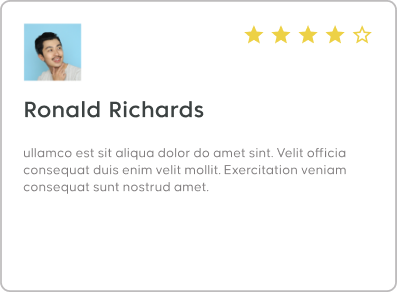 Ronald Richards
ullamco est sit aliqua dolor do amet sint. Velit officia
consequat duis enim velit mollit. Exercitation veniam
consequat sunt nostrud amet.